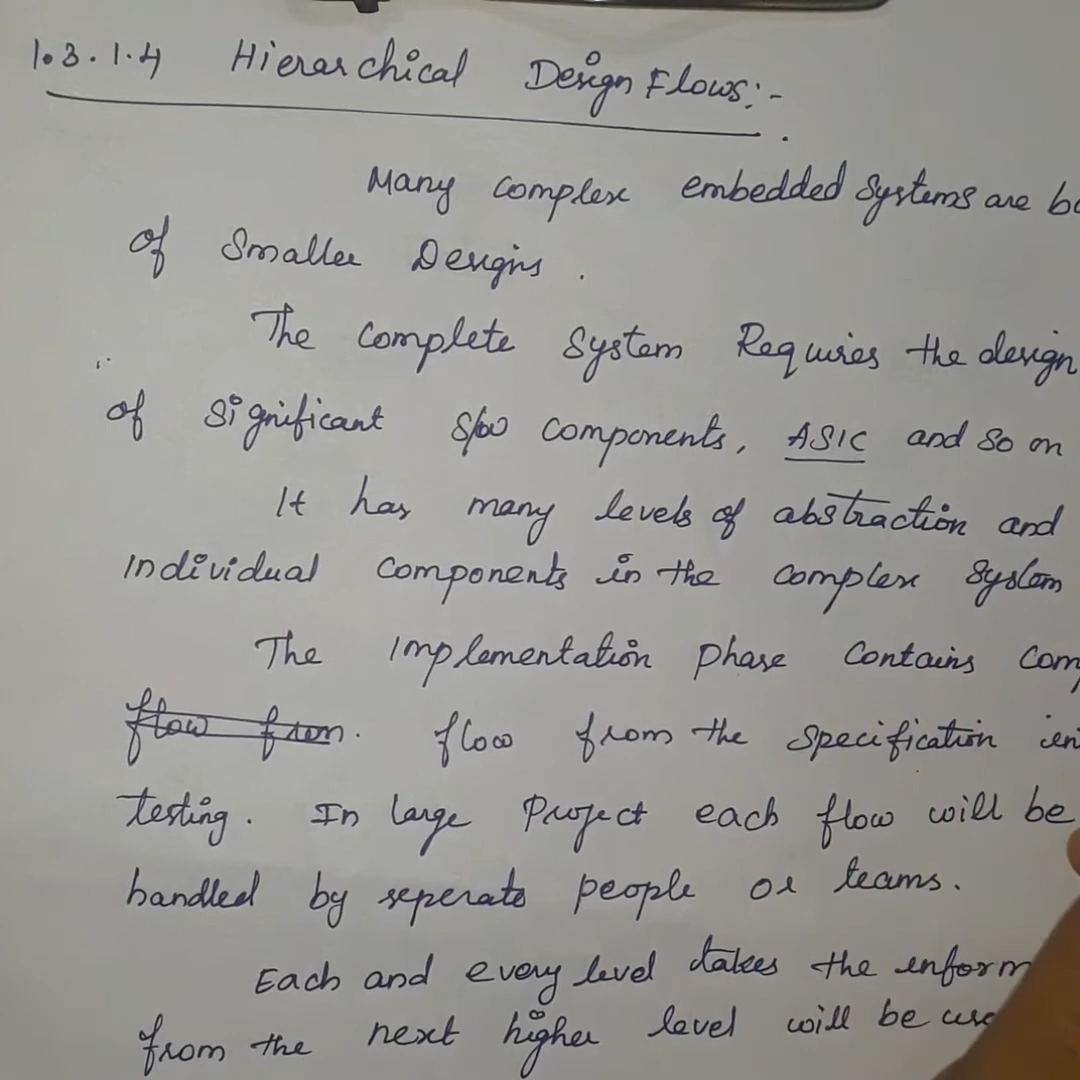 1.3.1.4 Hierarchical Design Flows:-
Many complex embedded Systems are
of Smaller Designs.
The Complete System Requires the design
of significant s/w components, ASIC and so on
It has many levels of abstraction and
individual components in the complex system
The Implementation phase Contains
flow from. flow from the specification
testing. In large Project each flow will be
handled by seperate people or teams.
Each and every level takes the inform
from the next higher level will be